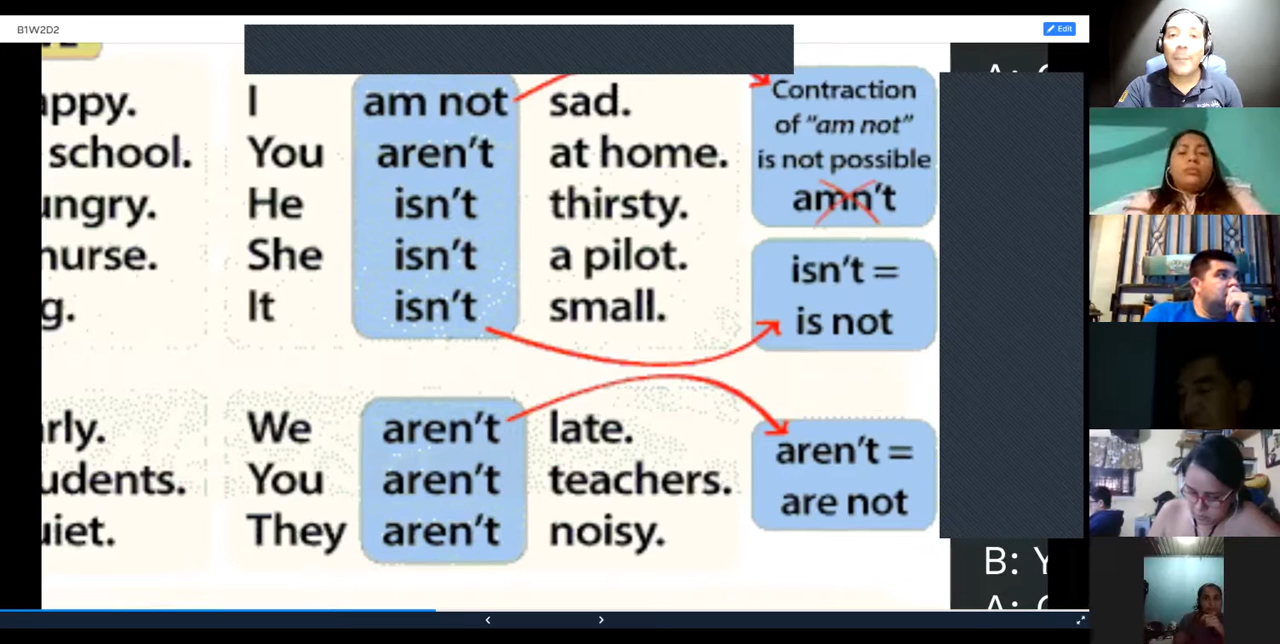 B1W2D2
Edit
appy.
I am not sad.
school.
You aren't at home.
ungry.
He isn't thirsty.
nurse.
She isn't a pilot.
g.
It isn't small.
Contraction
of "am not"
is not possible
amn't
isn't =
is not
rly.
We aren't late.
udents.
You aren't teachers.
uiet.
They aren't noisy.
aren't =
are not
B: Y